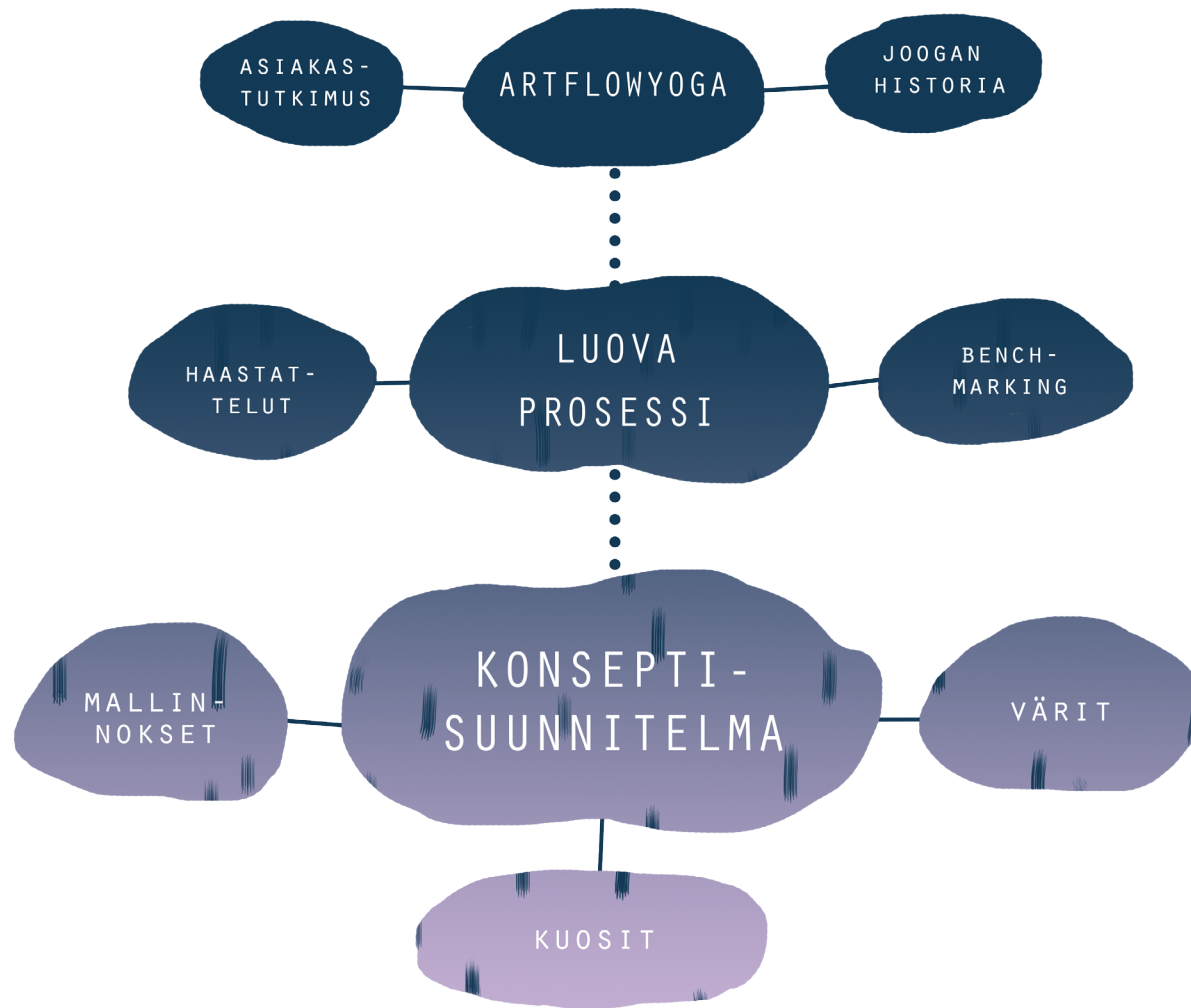 ASIAKAS-
TUTKIMUS
ARTFLOWYOGA
JOOGAN
HISTORIA
HAASTAT-
TELUT
LUOVA
PROSESSI
BENCH-
MARKING
MALLIN-
NOKSET
KONSEPTI-
SUUNNITELMA
VÄRIT
KUOSIT